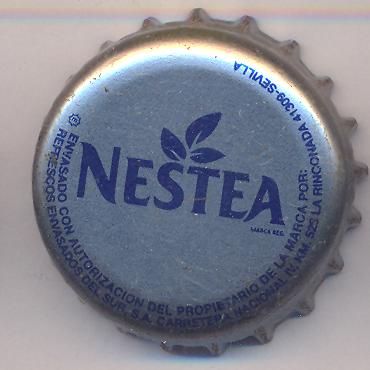 NESTEA
MARCA REG.
ENVASADO CON AUTORIZACION DEL PROPIETARIO DE LA MARCA POR:
REFRESCOS ENVASADOS DEL SUR, S.A. CARRETERA NACIONAL IV, KM. 523 LA RINCONADA 41309-SEVILLA